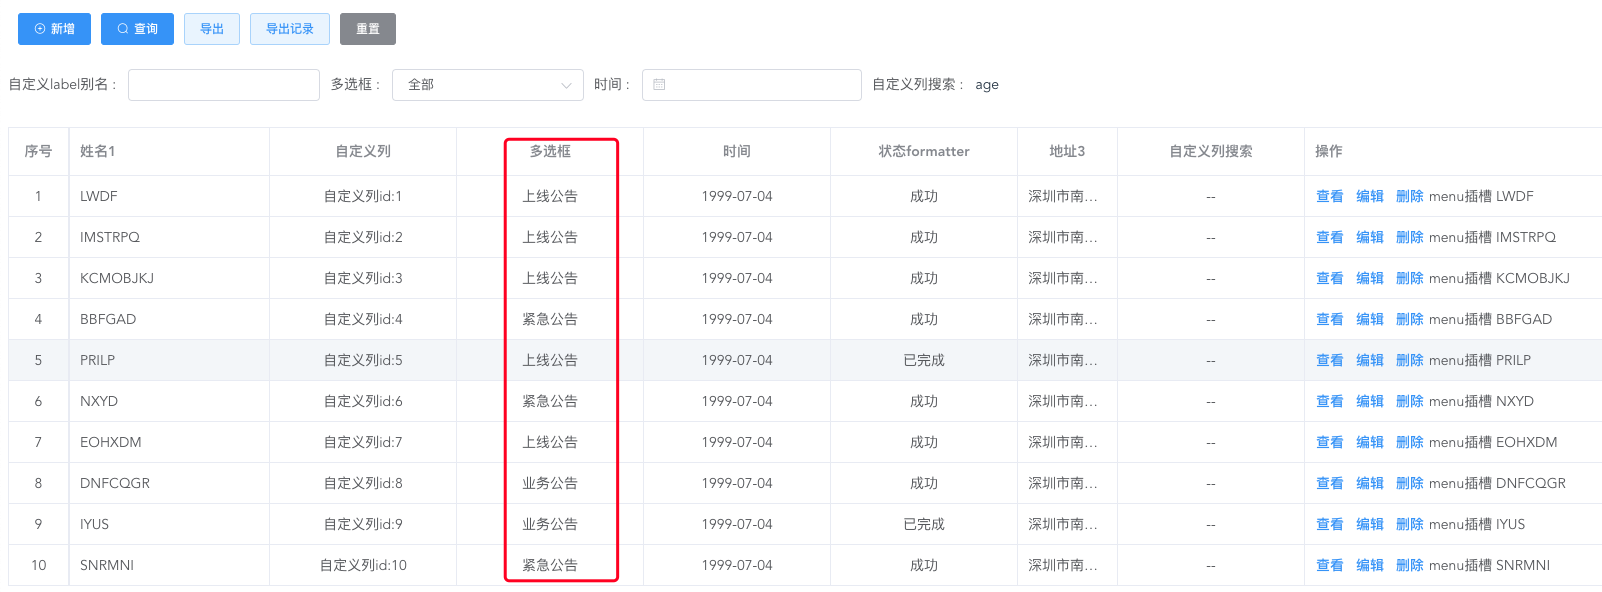 新增 查询 导出 导出记录 重置
自定义label别名： 多选框： 全部 时间： 自定义列搜索： age
序号 姓名1 自定义列 多选框 时间 状态formatter 地址3 自定义列搜索 操作
1 LWDF 自定义列id:1 上线公告 1999-07-04 成功 深圳市南... -- 查看 编辑 删除 menu插槽 LWDF
2 IMSTRPQ 自定义列id:2 上线公告 1999-07-04 成功 深圳市南... -- 查看 编辑 删除 menu插槽 IMSTRPQ
3 KCMOBJKJ 自定义列id:3 上线公告 1999-07-04 成功 深圳市南... -- 查看 编辑 删除 menu插槽 KCMOBJKJ
4 BBFGAD 自定义列id:4 紧急公告 1999-07-04 成功 深圳市南... -- 查看 编辑 删除 menu插槽 BBFGAD
5 PRILP 自定义列id:5 上线公告 1999-07-04 已完成 深圳市南... -- 查看 编辑 删除 menu插槽 PRILP
6 NXYD 自定义列id:6 紧急公告 1999-07-04 成功 深圳市南... -- 查看 编辑 删除 menu插槽 NXYD
7 EOHXDM 自定义列id:7 上线公告 1999-07-04 成功 深圳市南... -- 查看 编辑 删除 menu插槽 EOHXDM
8 DNFCQGR 自定义列id:8 业务公告 1999-07-04 成功 深圳市南... -- 查看 编辑 删除 menu插槽 DNFCQGR
9 IYUS 自定义列id:9 业务公告 1999-07-04 已完成 深圳市南... -- 查看 编辑 删除 menu插槽 IYUS
10 SNRMNI 自定义列id:10 紧急公告 1999-07-04 成功 深圳市南... -- 查看 编辑 删除 menu插槽 SNRMNI